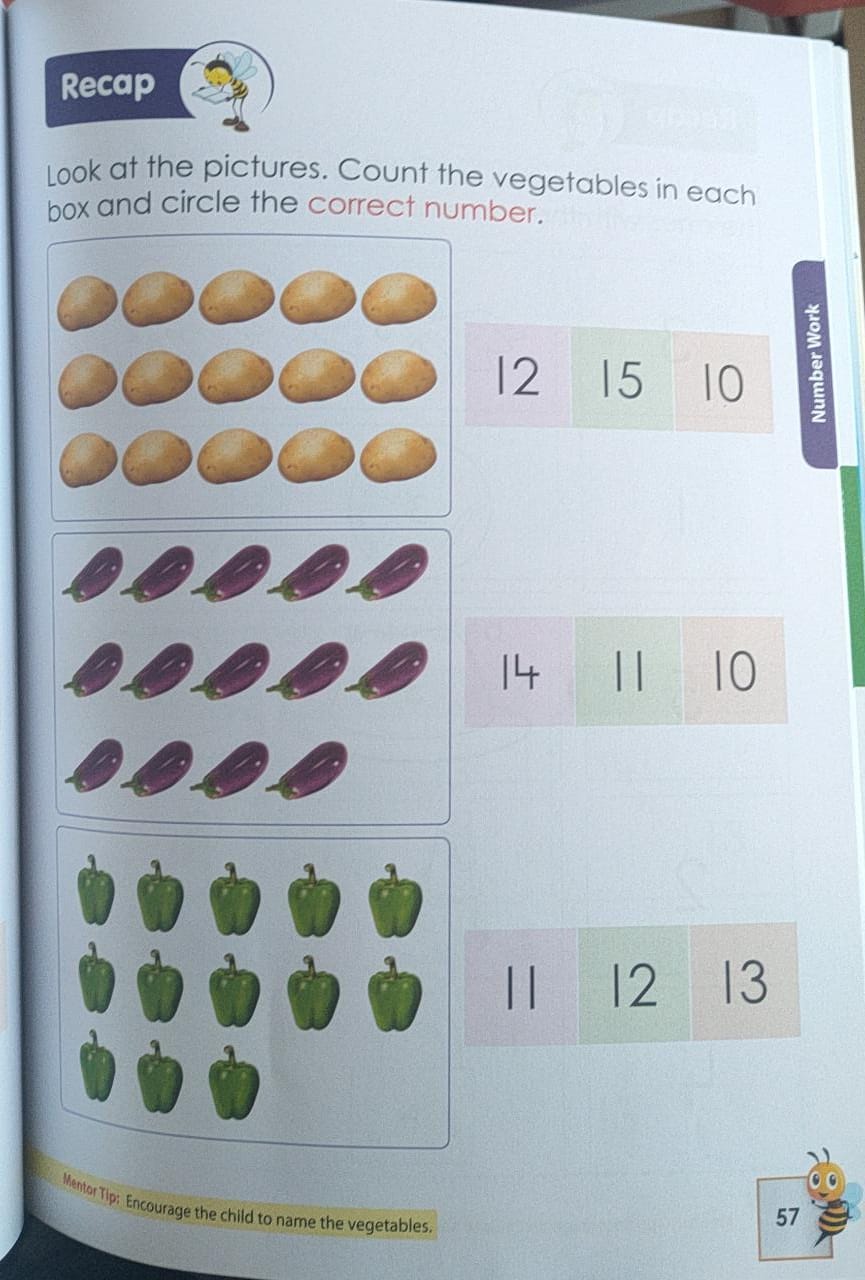 Recap
Look at the pictures. Count the vegetables in each
box and circle the correct number.
12 15 10
Number Work
14 11 10
11 12 13
Mentor Tip: Encourage the child to name the vegetables.
57